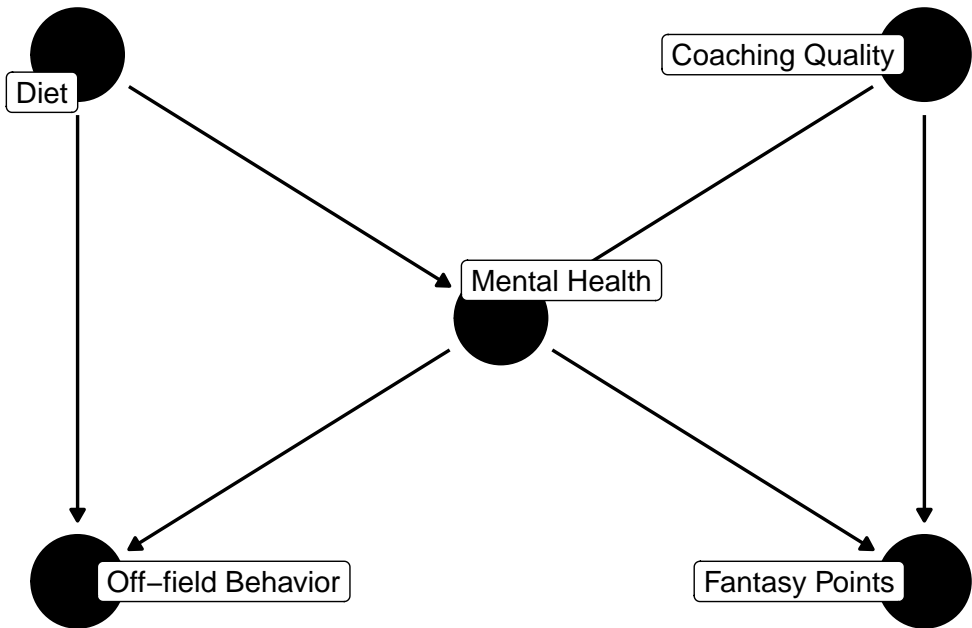 Coaching Quality
Diet
Mental Health
Off−field Behavior
Fantasy Points